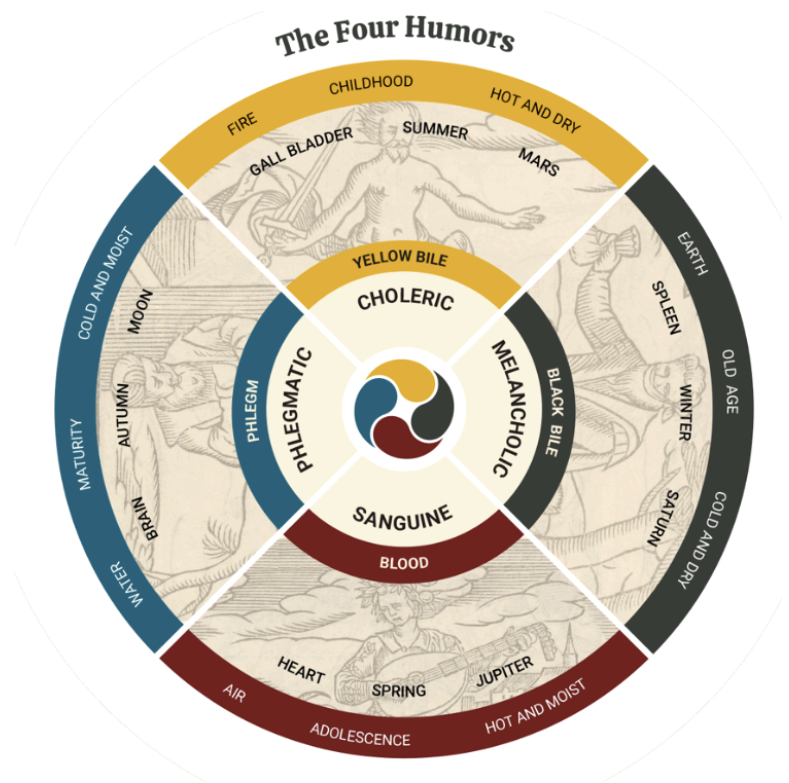 The Four Humors
CHILDHOOD
FIRE
HOT AND DRY
GALL BLADDER
SUMMER
MARS
YELLOW BILE
CHOLERIC
EARTH
OLD AGE
COLD AND DRY
SPLEEN
WINTER
SATURN
BLACK BILE
MELANCHOLIC
SANGUINE
BLOOD
HEART
SPRING
JUPITER
AIR
ADOLESCENCE
HOT AND MOIST
COLD AND MOIST
MATURITY
WATER
MOON
AUTUMN
BRAIN
PHLEGM
PHLEGMATIC